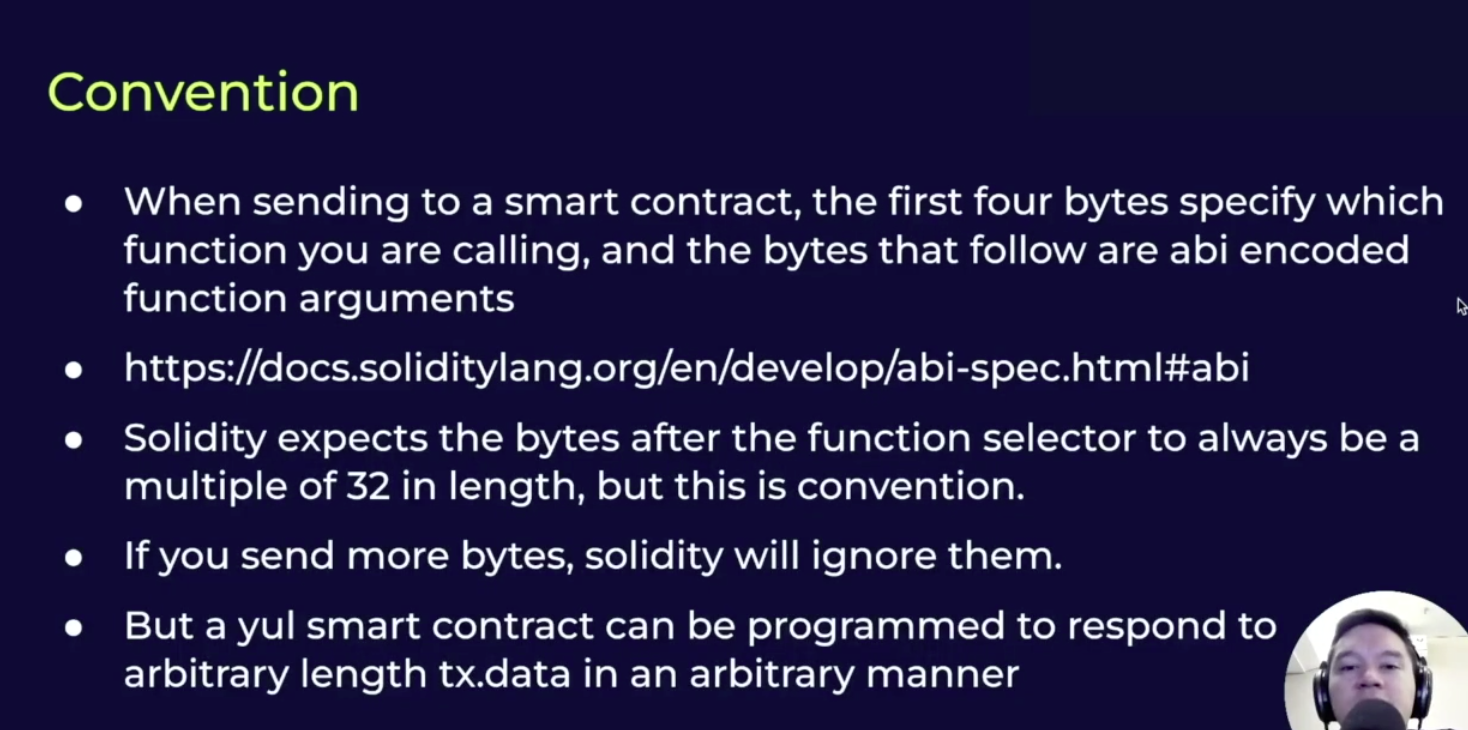 Convention
● When sending to a smart contract, the first four bytes specify which
function you are calling, and the bytes that follow are abi encoded
function arguments
● https://docs.soliditylang.org/en/develop/abi-spec.html#abi
● Solidity expects the bytes after the function selector to always be a
multiple of 32 in length, but this is convention.
● If you send more bytes, solidity will ignore them.
● But a yul smart contract can be programmed to respond to
arbitrary length tx.data in an arbitrary manner